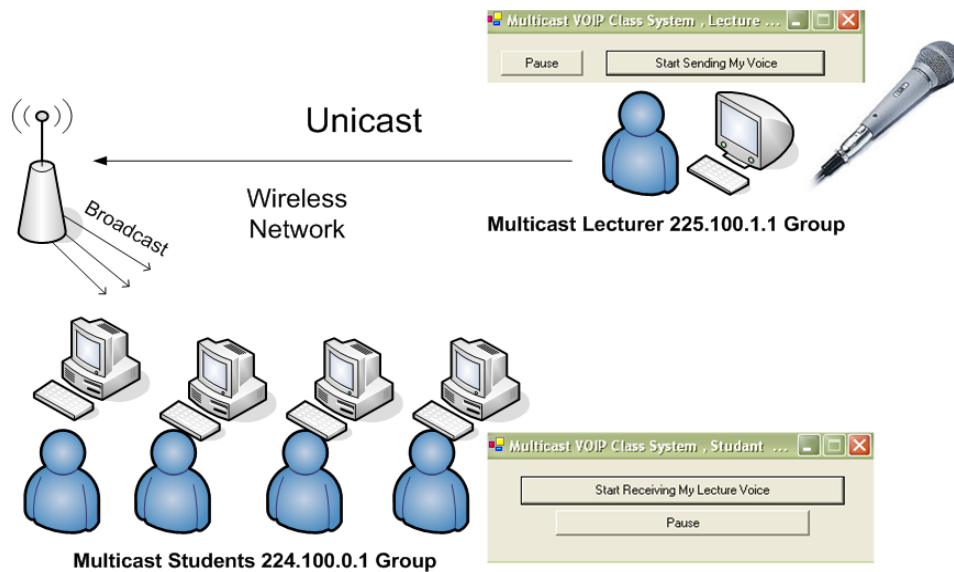 Multicast VOIP Class System , Lecture ...
Pause
Start Sending My Voice
Unicast
Wireless
Network
Broadcast
Multicast Lecturer 225.100.1.1 Group
Multicast VOIP Class System , Studant ...
Start Receiving My Lecture Voice
Pause
Multicast Students 224.100.0.1 Group